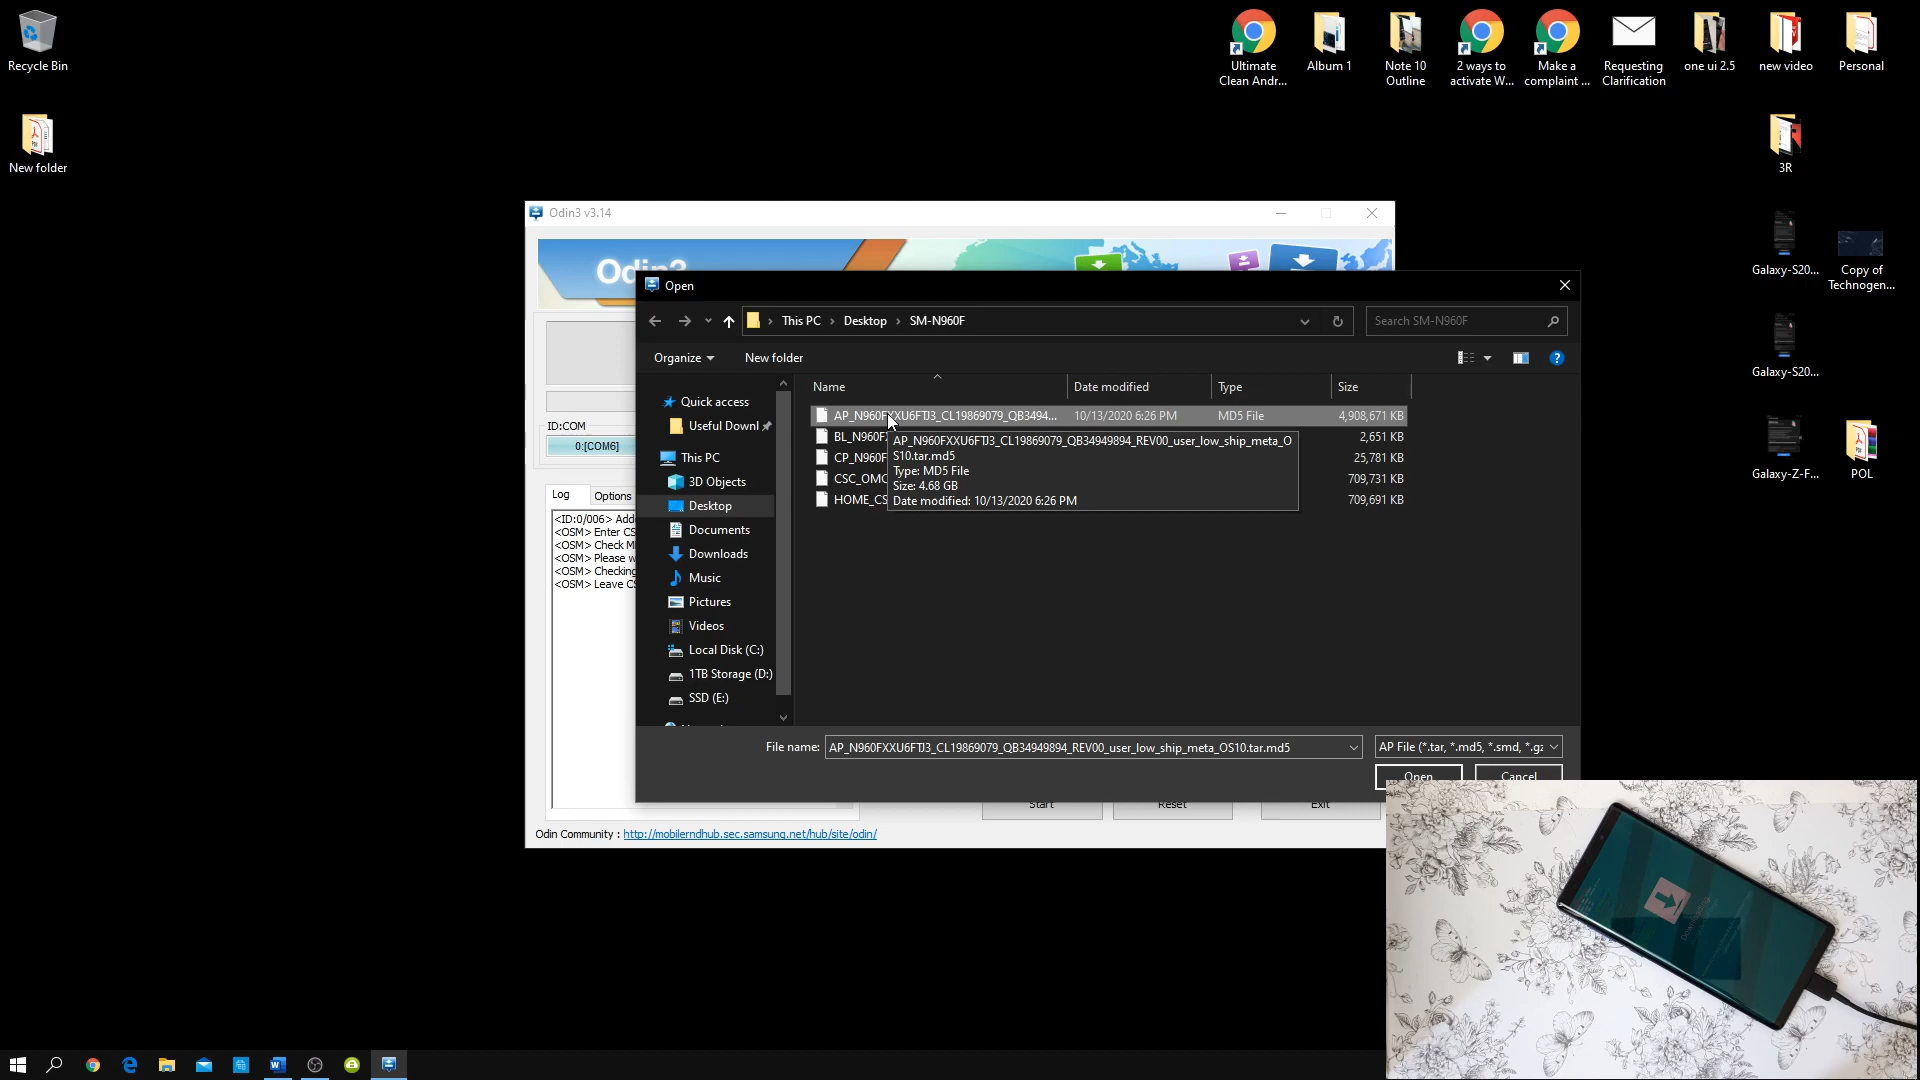 Recycle Bin
New folder
Ultimate
Clean Andr...
Album 1
Note 10
Outline
2 ways to
activate W...
Make a
complaint ...
Requesting
Clarification
one ui 2.5
new video
Personal
3R
Galaxy-S20...
Copy of
Technogen...
Galaxy-S20...
Galaxy-Z-F...
POL
Odin3 v3.14
Odin3
ID:COM
0:[COM6]
Log
Options
<ID:0/006> Adde
<OSM> Enter CS
<OSM> Check M
<OSM> Please w
<OSM> Checking
<OSM> Leave CS
Open
This PC > Desktop > SM-N960F
Search SM-N960F
Organize
New folder
Quick access
Useful Downl
This PC
3D Objects
Desktop
Documents
Downloads
Music
Pictures
Videos
Local Disk (C:)
1TB Storage (D:)
SSD (E:)
Name Date modified Type Size
AP_N960FXXU6FTJ3_CL19869079_QB3494... 10/13/2020 6:26 PM MD5 File 4,908,671 KB
BL_N960F 2,651 KB
CP_N960F 25,781 KB
CSC_OMC 709,731 KB
HOME_CS 709,691 KB
AP_N960FXXU6FTJ3_CL19869079_QB34949894_REV00_user_low_ship_meta_O
S10.tar.md5
Type: MD5 File
Size: 4.68 GB
Date modified: 10/13/2020 6:26 PM
File name: AP_N960FXXU6FTJ3_CL19869079_QB34949894_REV00_user_low_ship_meta_OS10.tar.md5
AP File (*.tar, *.md5, *.smd, *.gz
Open
Cancel
Start
Reset
Exit
Odin Community : http://mobilerndhub.sec.samsung.net/hub/site/odin/